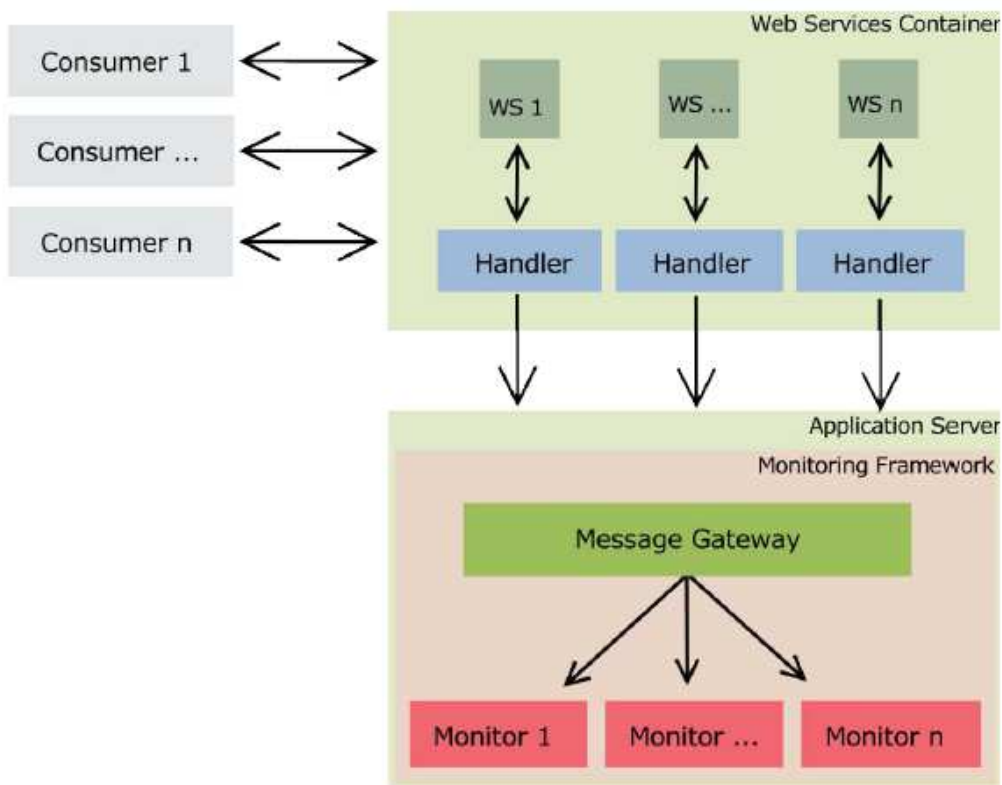 Web Services Container
Consumer 1
WS 1
WS ...
WS n
Consumer ...
Consumer n
Handler
Handler
Handler
Application Server
Monitoring Framework
Message Gateway
Monitor 1
Monitor ...
Monitor n